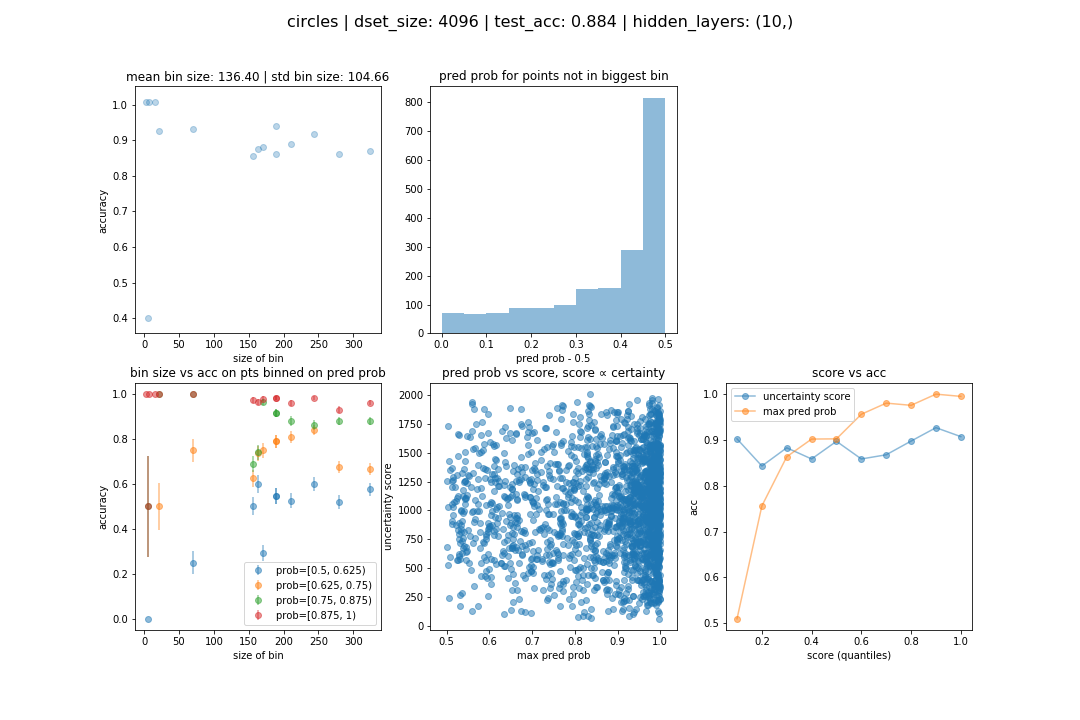 circles | dset_size: 4096 | test_acc: 0.884 | hidden_layers: (10,)
mean bin size: 136.40 | std bin size: 104.66
1.0
0.9
0.8
0.7
0.6
0.5
0.4
accuracy
0 50 100 150 200 250 300
size of bin
pred prob for points not in biggest bin
800
700
600
500
400
300
200
100
0
0.0 0.1 0.2 0.3 0.4 0.5
pred prob - 0.5
bin size vs acc on pts binned on pred prob
1.0
0.8
0.6
0.4
0.2
0.0
accuracy
prob=[0.5, 0.625)
prob=[0.625, 0.75)
prob=[0.75, 0.875)
prob=[0.875, 1)
0 50 100 150 200 250 300
size of bin
pred prob vs score, score ∝ certainty
2000
1750
1500
1250
1000
750
500
250
0
uncertainty score
0.5 0.6 0.7 0.8 0.9 1.0
max pred prob
score vs acc
1.0
0.9
0.8
0.7
0.6
0.5
acc
uncertainty score
max pred prob
0.2 0.4 0.6 0.8 1.0
score (quantiles)